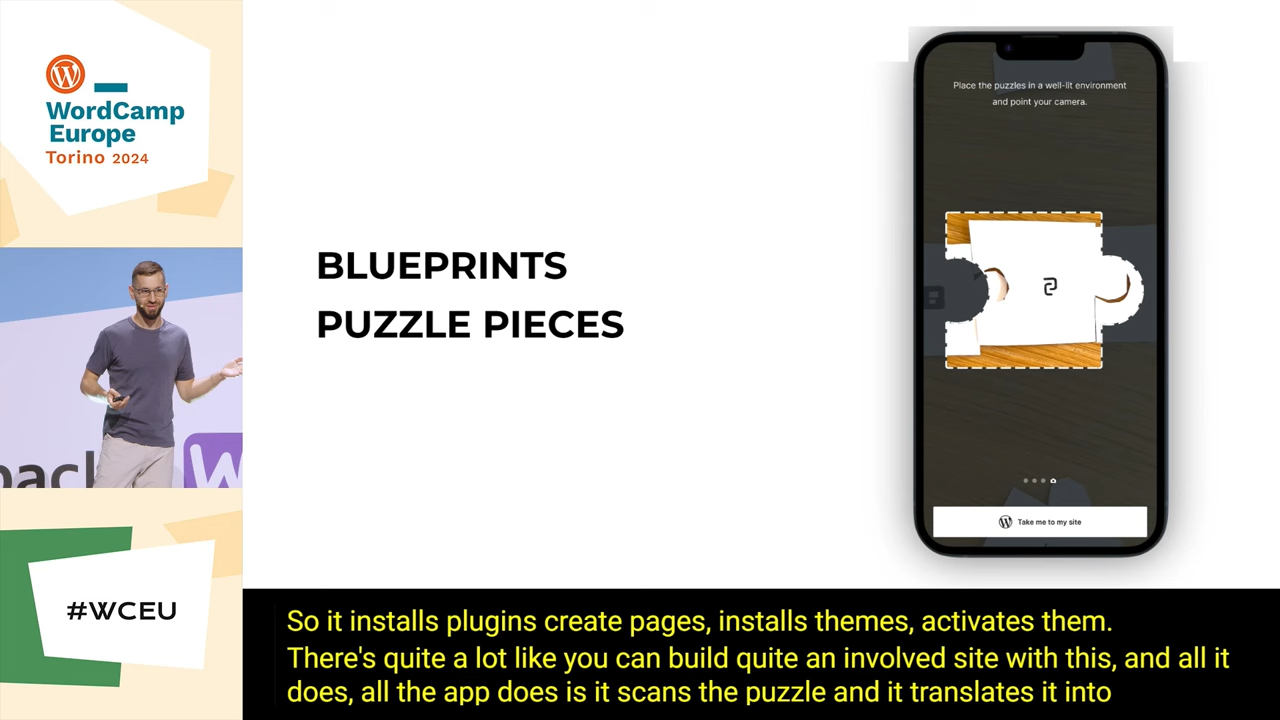 WordCamp
Europe
Torino 2024
BLUEPRINTS
PUZZLE PIECES
Place the puzzles in a well-lit environment
and point your camera.
Take me to my site
pack
W
#WCEU
So it installs plugins create pages, installs themes, activates them.
There's quite a lot like you can build quite an involved site with this, and all it
does, all the app does is it scans the puzzle and it translates it into